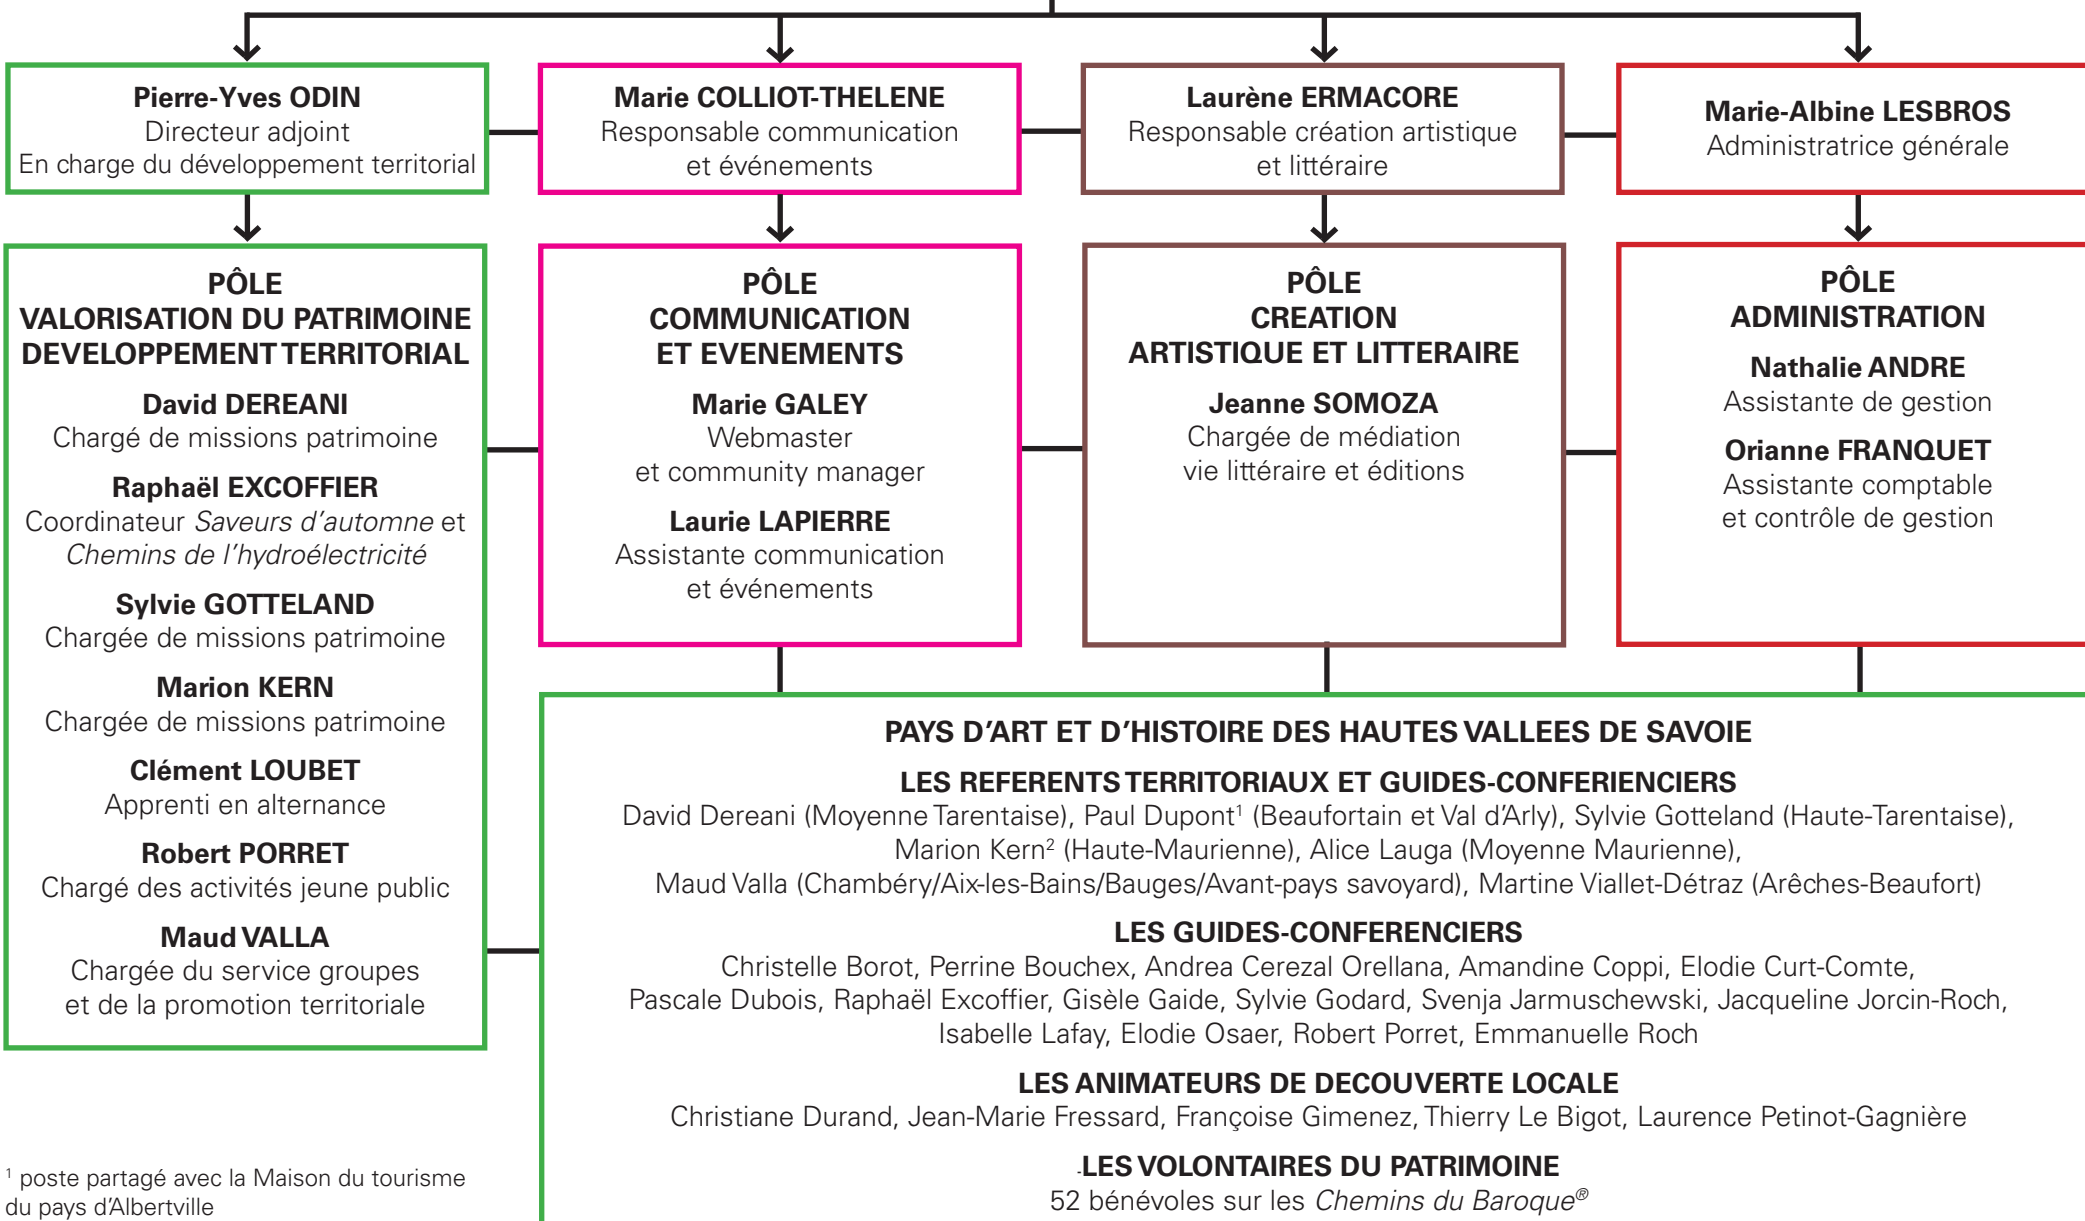 Pierre-Yves ODIN
Directeur adjoint
En charge du développement territorial
Marie COLLIOT-THELENE
Responsable communication
et événements
Laurène ERMACORE
Responsable création artistique
et littéraire
Marie-Albine LESBROS
Administratrice générale
PÔLE
VALORISATION DU PATRIMOINE
DEVELOPPEMENT TERRITORIAL
David DEREANI
Chargé de missions patrimoine
Raphaël EXCOFFIER
Coordinateur Saveurs d'automne et
Chemins de l'hydroélectricité
Sylvie GOTTELAND
Chargée de missions patrimoine
Marion KERN
Chargée de missions patrimoine
Clément LOUBET
Apprenti en alternance
Robert PORRET
Chargé des activités jeune public
Maud VALLA
Chargée du service groupes
et de la promotion territoriale
PÔLE
COMMUNICATION
ET EVENEMENTS
Marie GALEY
Webmaster
et community manager
Laurie LAPIERRE
Assistante communication
et événements
PÔLE
CREATION
ARTISTIQUE ET LITTERAIRE
Jeanne SOMOZA
Chargée de médiation
vie littéraire et éditions
PÔLE
ADMINISTRATION
Nathalie ANDRE
Assistante de gestion
Orianne FRANQUET
Assistante comptable
et contrôle de gestion
PAYS D'ART ET D'HISTOIRE DES HAUTES VALLEES DE SAVOIE
LES REFERENTS TERRITORIAUX ET GUIDES-CONFERIENCIERS
David Dereani (Moyenne Tarentaise), Paul Dupont¹ (Beaufortain et Val d'Arly), Sylvie Gotteland (Haute-Tarentaise),
Marion Kern² (Haute-Maurienne), Alice Lauga (Moyenne Maurienne),
Maud Valla (Chambéry/Aix-les-Bains/Bauges/Avant-pays savoyard), Martine Viallet-Détraz (Arêches-Beaufort)
LES GUIDES-CONFERENCIERS
Christelle Borot, Perrine Bouchex, Andrea Cerezal Orellana, Amandine Coppi, Elodie Curt-Comte,
Pascale Dubois, Raphaël Excoffier, Gisèle Gaide, Sylvie Godard, Svenja Jarmuschewski, Jacqueline Jorcin-Roch,
Isabelle Lafay, Elodie Osaer, Robert Porret, Emmanuelle Roch
LES ANIMATEURS DE DECOUVERTE LOCALE
Christiane Durand, Jean-Marie Fressard, Françoise Gimenez, Thierry Le Bigot, Laurence Petinot-Gagnière
-LES VOLONTAIRES DU PATRIMOINE
52 bénévoles sur les Chemins du Baroque®
¹ poste partagé avec la Maison du tourisme
du pays d'Albertville